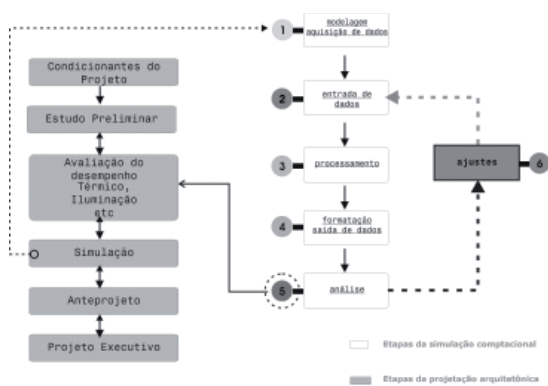 Condicionantes do
Projeto
Estudo Preliminar
Avaliação do
desempenho
Térmico,
Iluminação
etc
Simulação
Anteprojeto
Projeto Executivo
1
modelagem
aquisição de dados
2
entrada de
dados
3
processamento
4
formatação
saída de dados
5
análise
ajustes
6
Etapas da simulação comptacional
Etapas da projetação arquitetônica